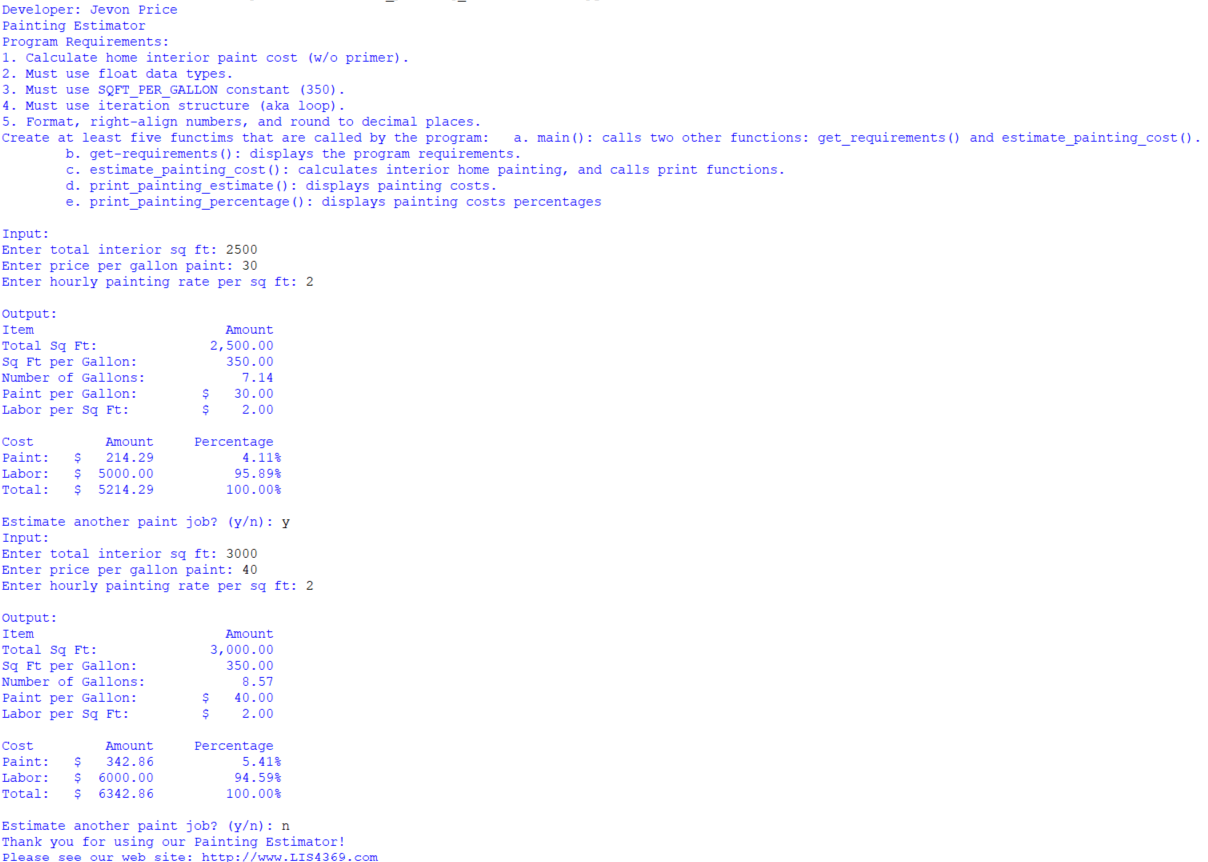 Developer: Jevon Price
Painting Estimator
Program Requirements:
1. Calculate home interior paint cost (w/o primer).
2. Must use float data types.
3. Must use SQFT_PER_GALLON constant (350).
4. Must use iteration structure (aka loop).
5. Format, right-align numbers, and round to decimal places.
Create at least five functims that are called by the program:   a. main(): calls two other functions: get_requirements() and estimate_painting_cost().
        b. get-requirements(): displays the program requirements.
        c. estimate_painting_cost(): calculates interior home painting, and calls print functions.
        d. print_painting_estimate(): displays painting costs.
        e. print_painting_percentage(): displays painting costs percentages

Input:
Enter total interior sq ft: 2500
Enter price per gallon paint: 30
Enter hourly painting rate per sq ft: 2

Output:
Item                        Amount
Total Sq Ft:              2,500.00
Sq Ft per Gallon:           350.00
Number of Gallons:            7.14
Paint per Gallon:        $   30.00
Labor per Sq Ft:         $    2.00

Cost         Amount     Percentage
Paint:   $   214.29          4.11%
Labor:   $  5000.00         95.89%
Total:   $  5214.29        100.00%

Estimate another paint job? (y/n): y
Input:
Enter total interior sq ft: 3000
Enter price per gallon paint: 40
Enter hourly painting rate per sq ft: 2

Output:
Item                        Amount
Total Sq Ft:              3,000.00
Sq Ft per Gallon:           350.00
Number of Gallons:            8.57
Paint per Gallon:        $   40.00
Labor per Sq Ft:         $    2.00

Cost         Amount     Percentage
Paint:   $   342.86          5.41%
Labor:   $  6000.00         94.59%
Total:   $  6342.86        100.00%

Estimate another paint job? (y/n): n
Thank you for using our Painting Estimator!
Please see our web site: http://www.LIS4369.com